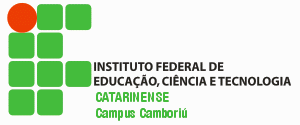 INSTITUTO FEDERAL DE
EDUCAÇÃO, CIÊNCIA E TECNOLOGIA
CATARINENSE
Campus Camboriú